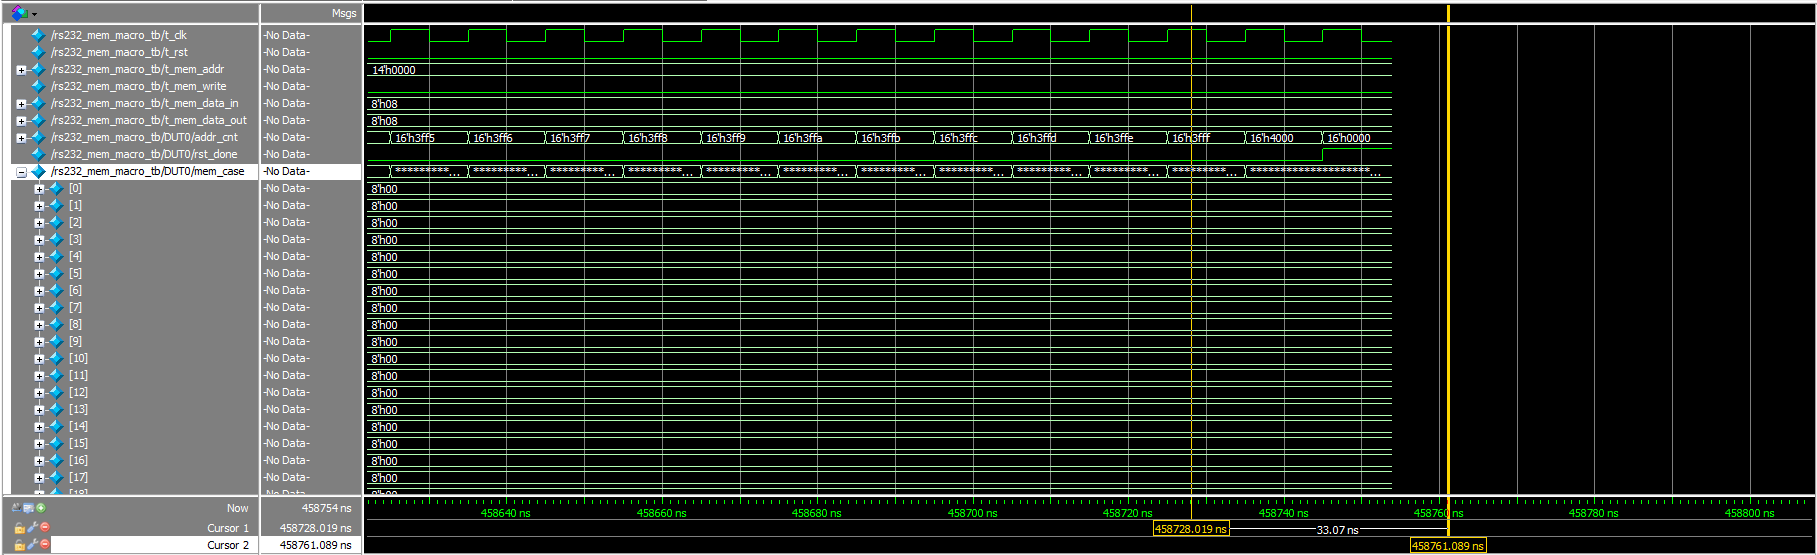 Msgs
/rs232_mem_macro_tb/t_clk -No Data-
/rs232_mem_macro_tb/t_rst -No Data-
/rs232_mem_macro_tb/t_mem_addr -No Data- 14'h0000
/rs232_mem_macro_tb/t_mem_write -No Data-
/rs232_mem_macro_tb/t_mem_data_in -No Data- 8'h08
/rs232_mem_macro_tb/t_mem_data_out -No Data- 8'h08
/rs232_mem_macro_tb/DUT0/addr_cnt -No Data- 16'h3ff5 16'h3ff6 16'h3ff7 16'h3ff8 16'h3ff9 16'h3ffa 16'h3ffb 16'h3ffc 16'h3ffd 16'h3ffe 16'h3fff 16'h4000 16'h0000
/rs232_mem_macro_tb/DUT0/rst_done -No Data-
/rs232_mem_macro_tb/DUT0/mem_case -No Data- *********... *********... *********... *********... *********... *********... *********... *********... *********... *********... *********... ********************...
[0] -No Data- 8'h00
[1] -No Data- 8'h00
[2] -No Data- 8'h00
[3] -No Data- 8'h00
[4] -No Data- 8'h00
[5] -No Data- 8'h00
[6] -No Data- 8'h00
[7] -No Data- 8'h00
[8] -No Data- 8'h00
[9] -No Data- 8'h00
[10] -No Data- 8'h00
[11] -No Data- 8'h00
[12] -No Data- 8'h00
[13] -No Data- 8'h00
[14] -No Data- 8'h00
[15] -No Data- 8'h00
[16] -No Data- 8'h00
[17] -No Data- 8'h00
Now 458754 ns 458640 ns 458660 ns 458680 ns 458700 ns 458720 ns 458740 ns 458760 ns 458780 ns 458800 ns
Cursor 1 458728.019 ns 458728.019 ns 33.07 ns
Cursor 2 458761.089 ns 458761.089 ns